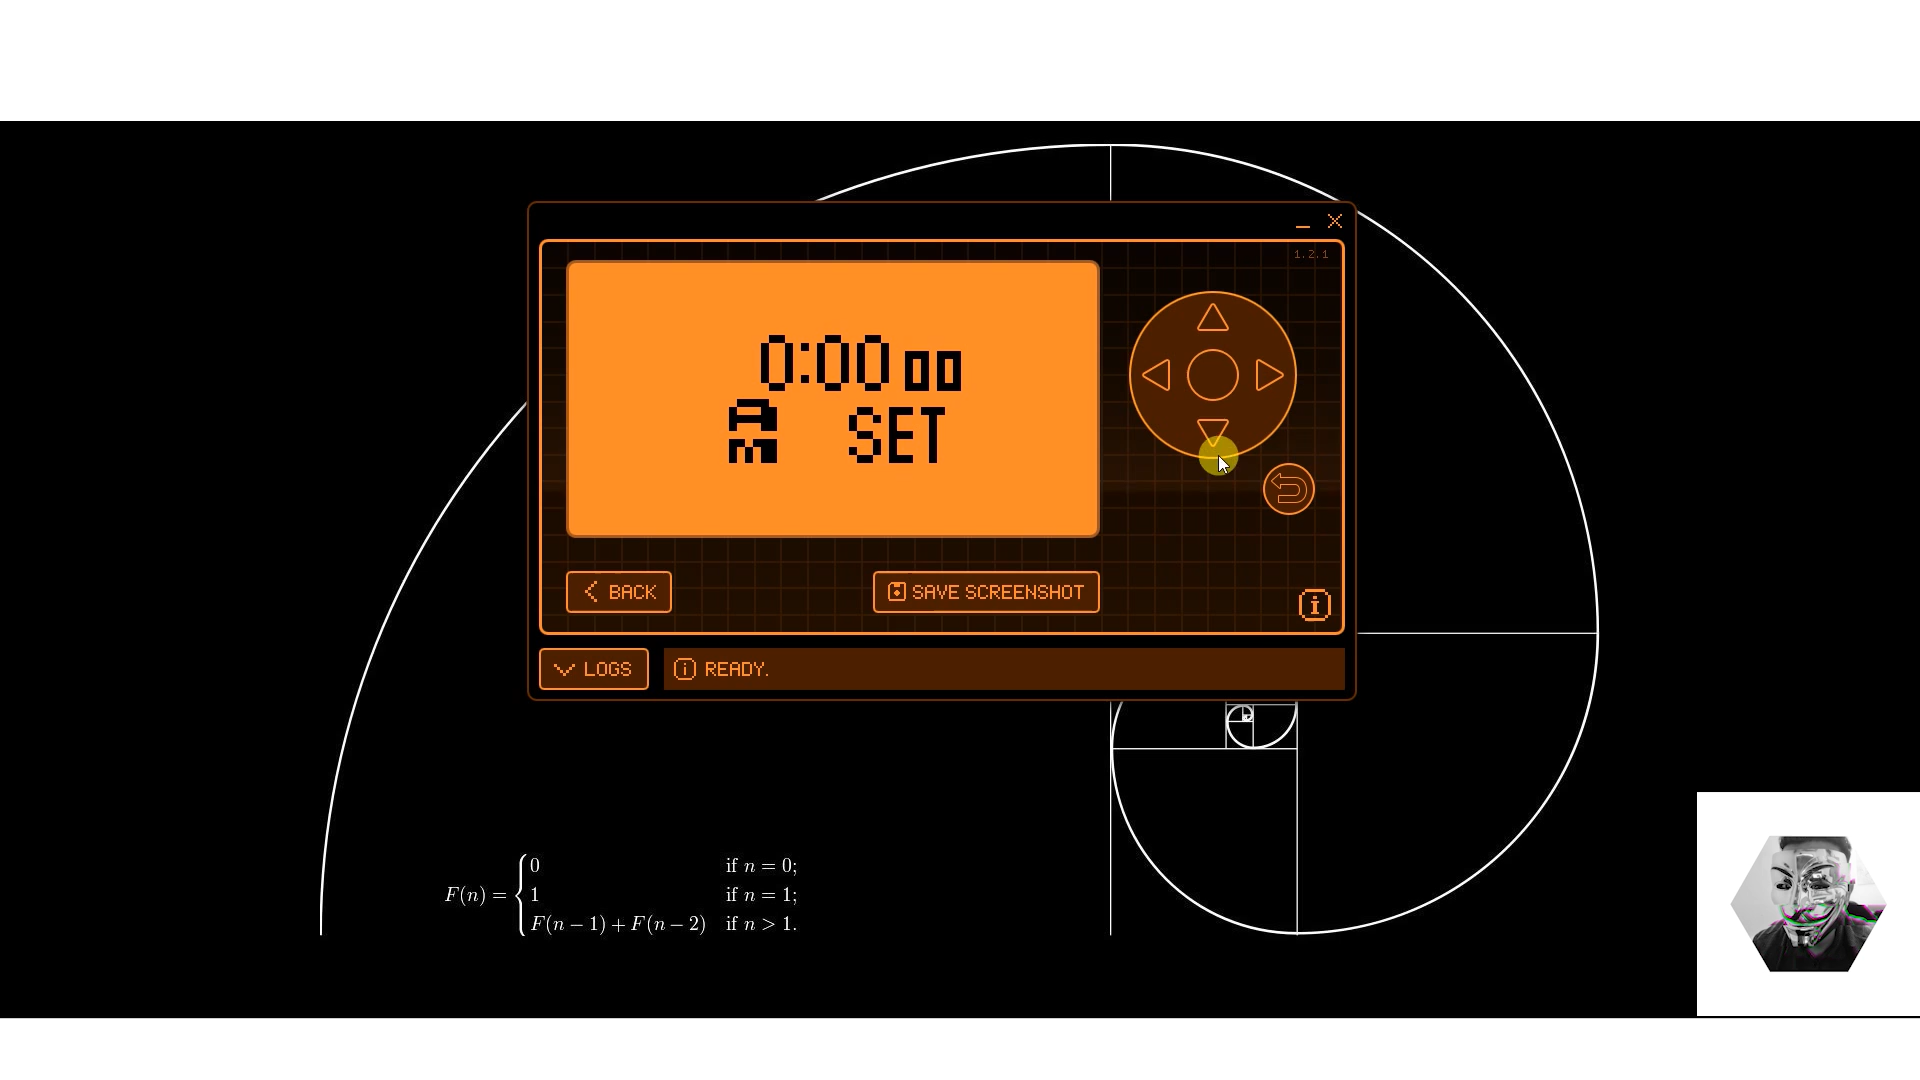 1.2.1
0:00 00
AM SET
BACK
SAVE SCREENSHOT
i
LOGS
i READY.
F(n) = { 0 if n = 0;
1 if n = 1;
F(n − 1) + F(n − 2) if n > 1.